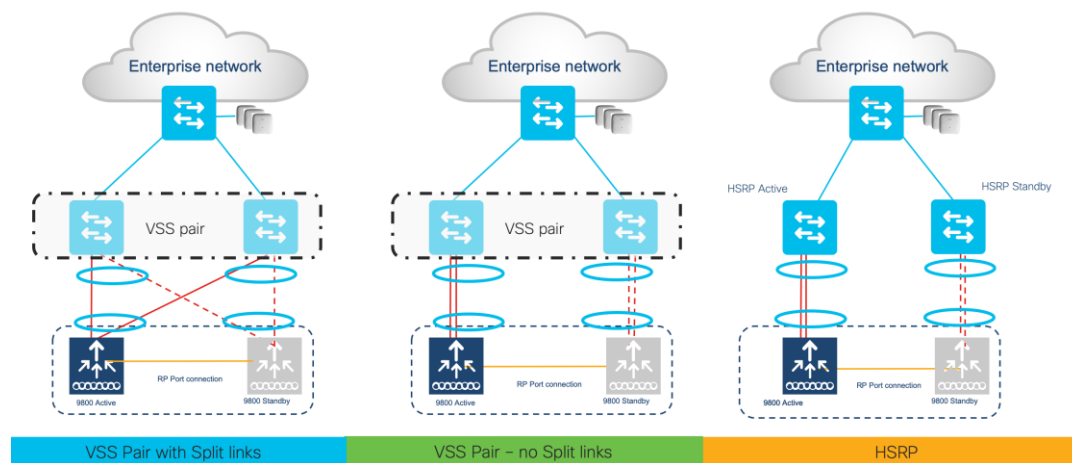 Enterprise network
VSS pair
RP Port connection
9800 Active
9800 Standby
VSS Pair with Split links
Enterprise network
VSS pair
RP Port connection
9800 Active
9800 Standby
VSS Pair – no Split links
Enterprise network
HSRP Active
HSRP Standby
RP Port connection
9800 Active
9800 Standby
HSRP